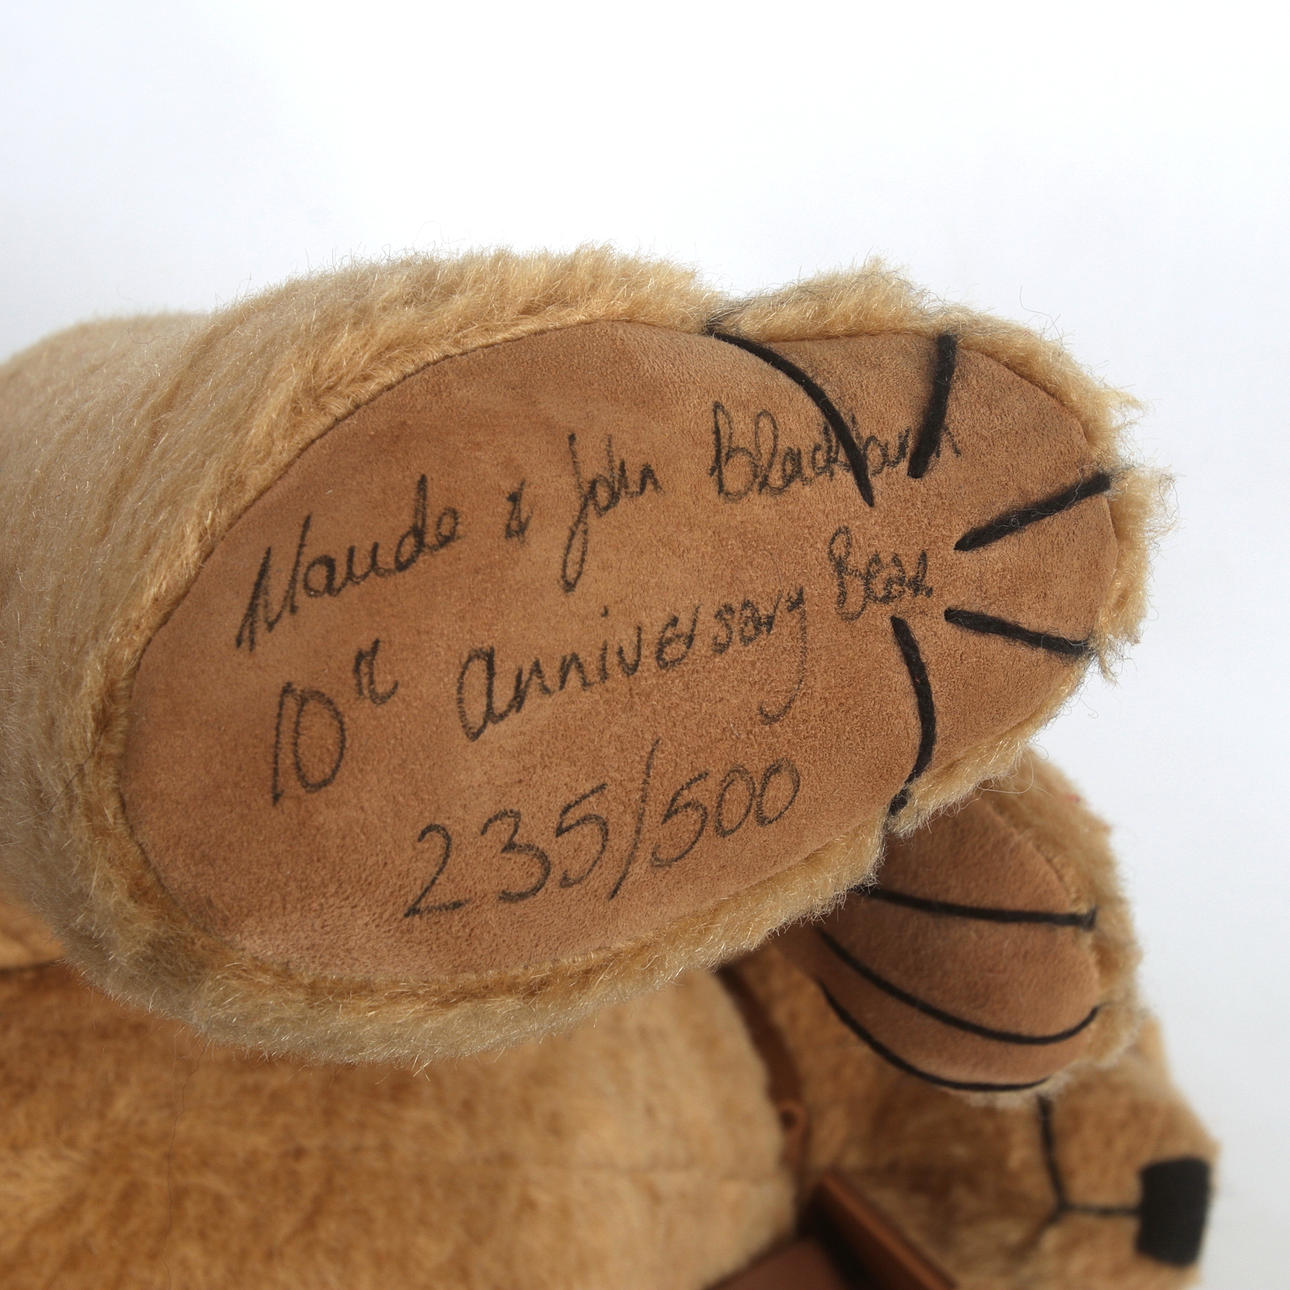 Maude & John Blackburn
10th Anniversary Bear
235/500